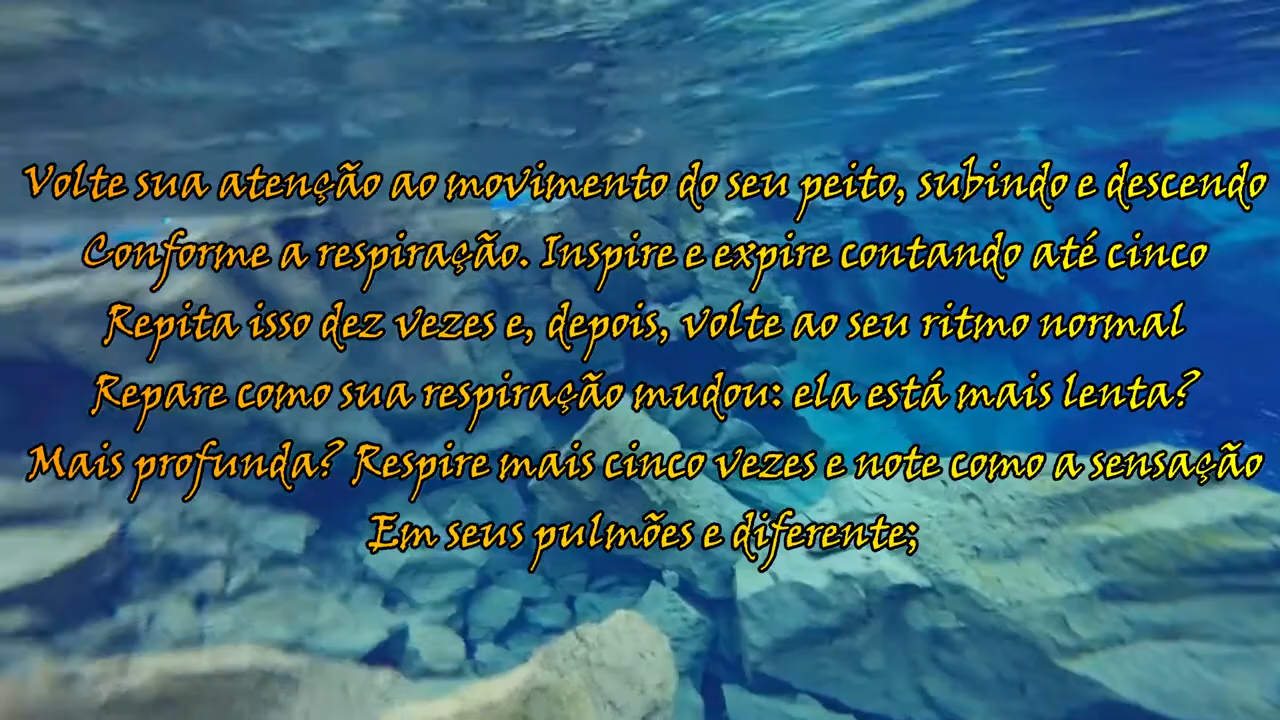 Volte sua atenção ao movimento do seu peito, subindo e descendo
Conforme a respiração. Inspire e expire contando até cinco
Repita isso dez vezes e, depois, volte ao seu ritmo normal
Repare como sua respiração mudou: ela está mais lenta?
Mais profunda? Respire mais cinco vezes e note como a sensação
Em seus pulmões e diferente;